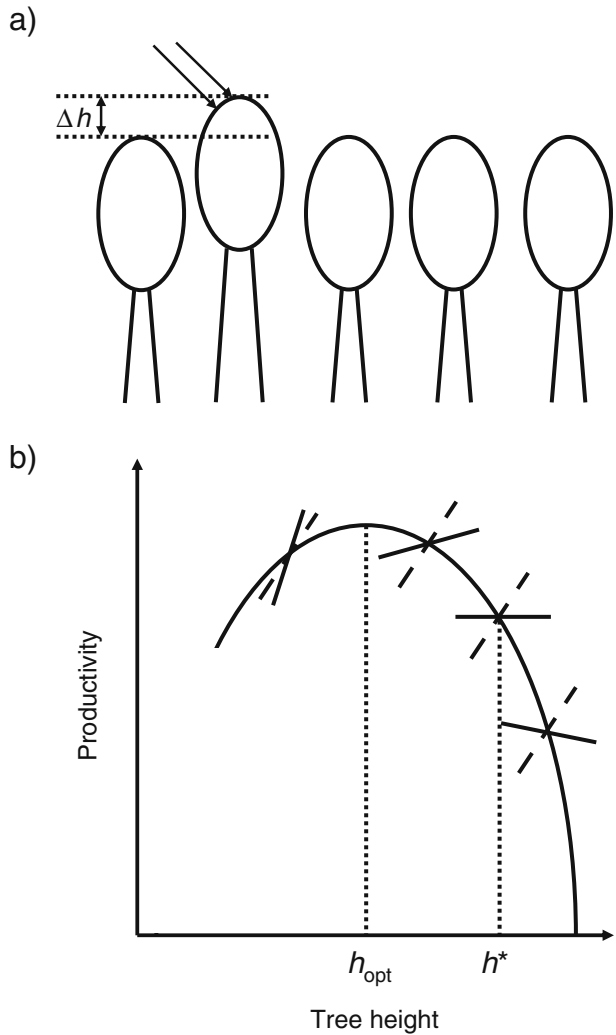 a)
Δh
b)
Productivity
h_opt
h*
Tree height